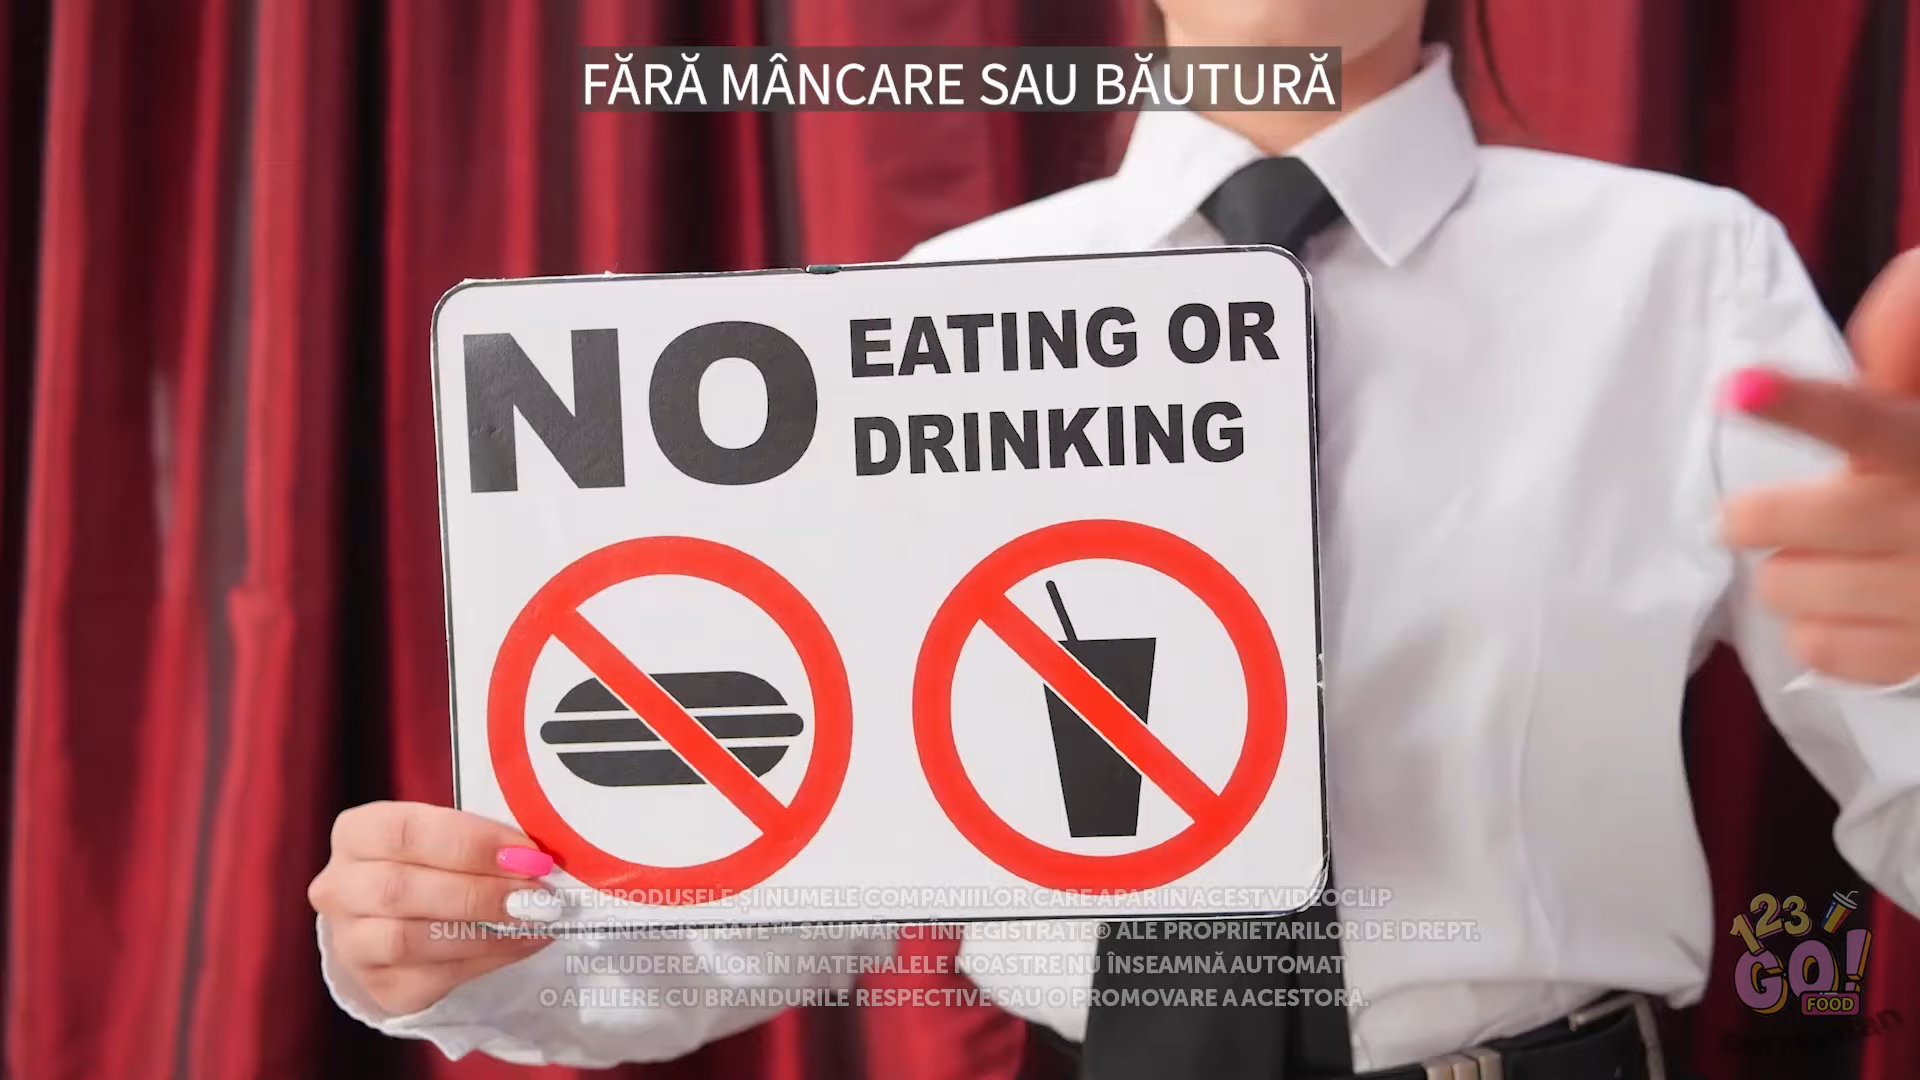 FĂRĂ MÂNCARE SAU BĂUTURĂ
NO
EATING OR
DRINKING
TOATE PRODUSELE ȘI NUMELE COMPANIILOR CARE APAR ÎN ACEST VIDEOCLIP
SUNT MĂRCI NEÎNREGISTRATE™ SAU MĂRCI ÎNREGISTRATE® ALE PROPRIETARILOR DE DREPT.
INCLUDEREA LOR ÎN MATERIALELE NOASTRE NU ÎNSEAMNĂ AUTOMAT
O AFILIERE CU BRANDURILE RESPECTIVE SAU O PROMOVARE A ACESTORA.
123
GO!
FOOD